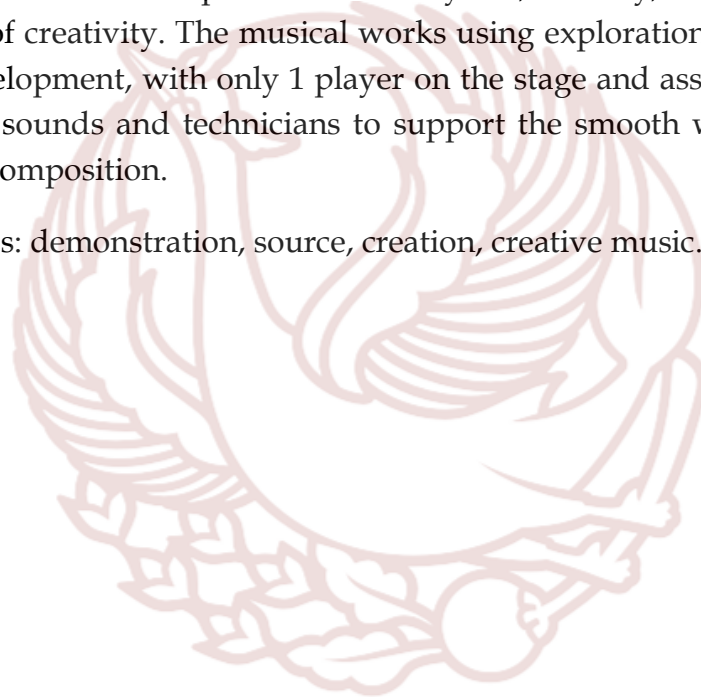 of creativity. The musical works using exploration
elopment, with only 1 player on the stage and ass
sounds and technicians to support the smooth w
omposition.
s: demonstration, source, creation, creative music.